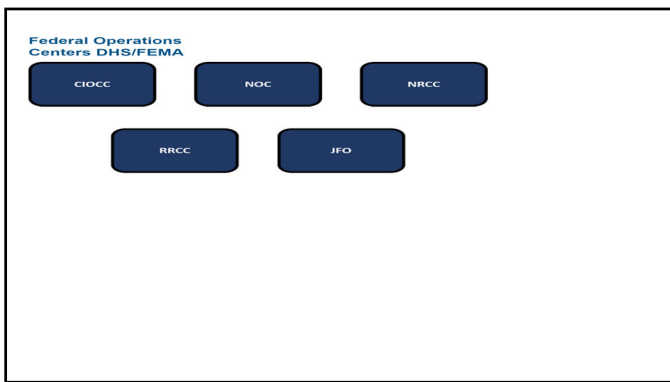 Federal Operations
Centers DHS/FEMA
CIOCC
NOC
NRCC
RRCC
JFO